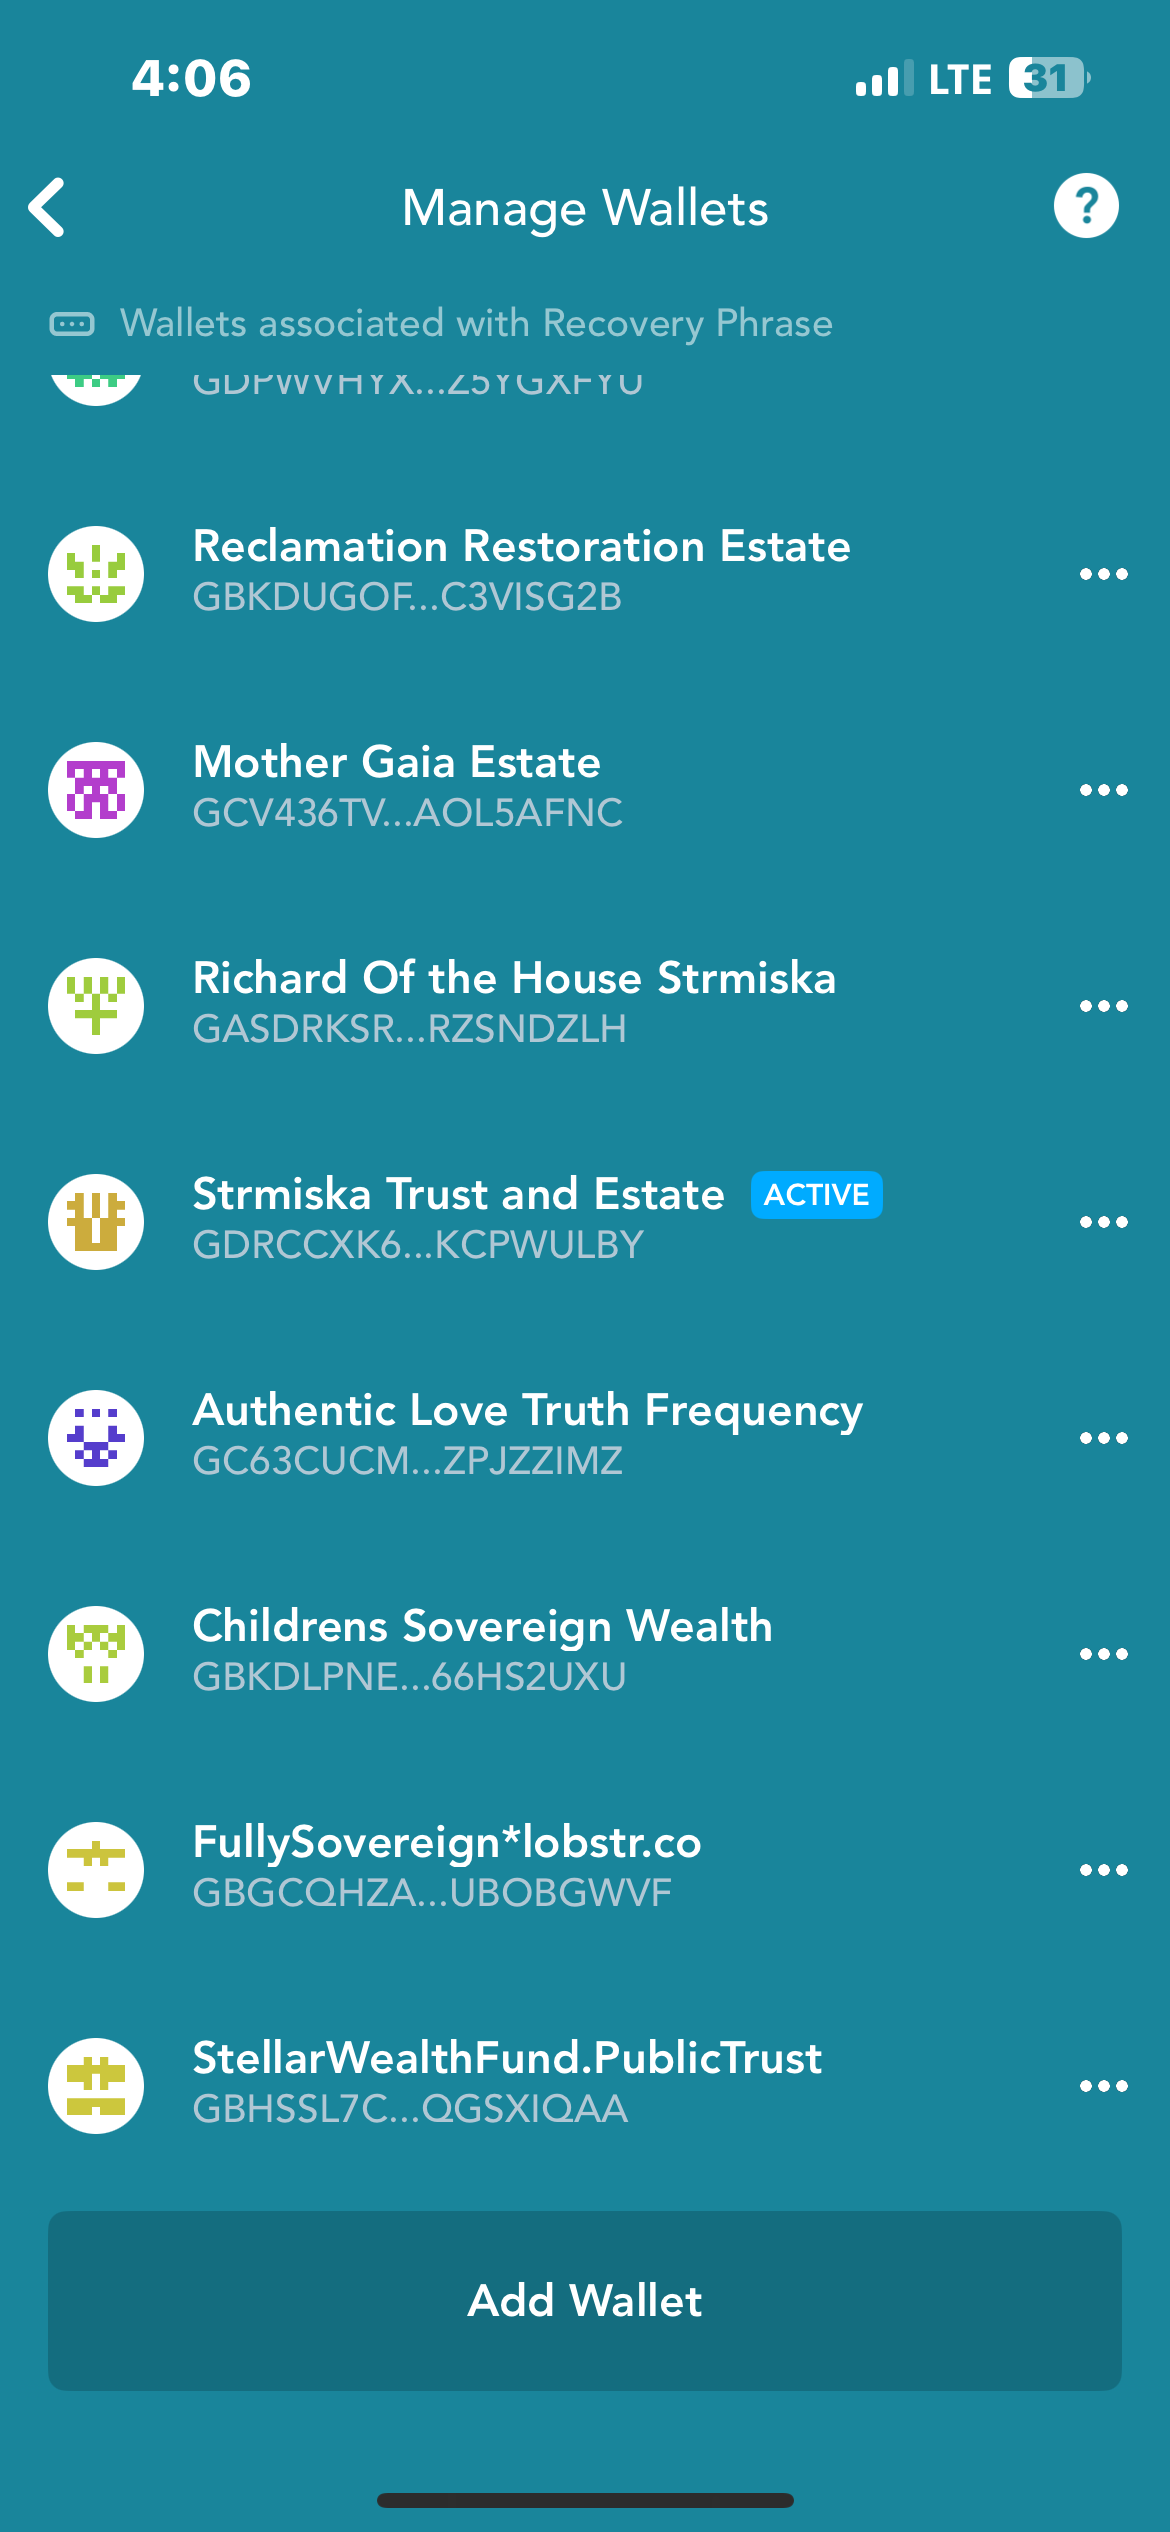 4:06
LTE 31
Manage Wallets
?
Wallets associated with Recovery Phrase
GDPWVHYX...Z5YGXFYU
Reclamation Restoration Estate
GBKDUGOF...C3VISG2B
Mother Gaia Estate
GCV436TV...AOL5AFNC
Richard Of the House Strmiska
GASDRKSR...RZSNDZLH
Strmiska Trust and Estate ACTIVE
GDRCCXK6...KCPWULBY
Authentic Love Truth Frequency
GC63CUCM...ZPJZZIMZ
Childrens Sovereign Wealth
GBKDLPNE...66HS2UXU
FullySovereign*lobstr.co
GBGCQHZA...UBOBGWVF
StellarWealthFund.PublicTrust
GBHSSL7C...QGSXIQAA
Add Wallet